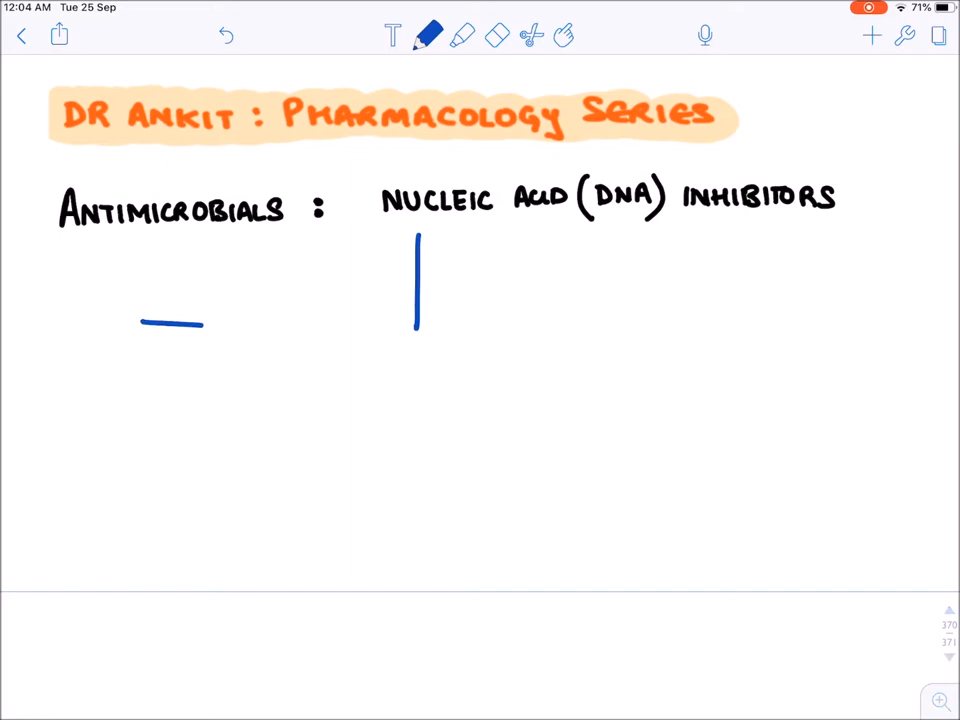 12:04 AM Tue 25 Sep 71%
DR ANKIT : PHARMACOLOGY SERIES
ANTIMICROBIALS : NUCLEIC ACID (DNA) INHIBITORS
370
371